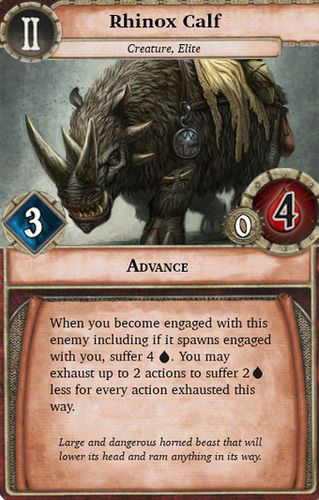 II
Rhinox Calf
Creature, Elite
3
0
4
Advance
When you become engaged with this
enemy including if it spawns engaged
with you, suffer 4 . You may
exhaust up to 2 actions to suffer 2
less for every action exhausted this
way.
Large and dangerous horned beast that will
lower its head and ram anything in its way.